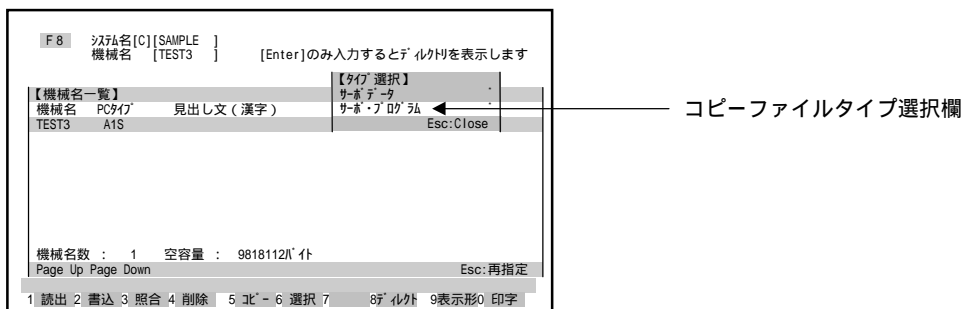 F8 ｼｽﾃﾑ名[C][SAMPLE ]
機械名 [TEST3 ] [Enter]のみ入力するとﾃﾞｨﾚｸﾄﾘを表示します
【ﾀｲﾌﾟ選択】
ｻｰﾎﾞﾃﾞｰﾀ
ｻｰﾎﾞ･ﾌﾟﾛｸﾞﾗﾑ
Esc:Close
コピーファイルタイプ選択欄
【機械名一覧】
機械名 PCﾀｲﾌﾟ 見出し文(漢字)
TEST3 A1S
機械名数 : 1 空容量 : 9818112ﾊﾞｲﾄ
Page Up Page Down Esc:再指定
1 読出 2 書込 3 照合 4 削除 5 ｺﾋﾟｰ 6 選択 7 8ﾃﾞｨﾚｸﾄ 9表示形0 印字